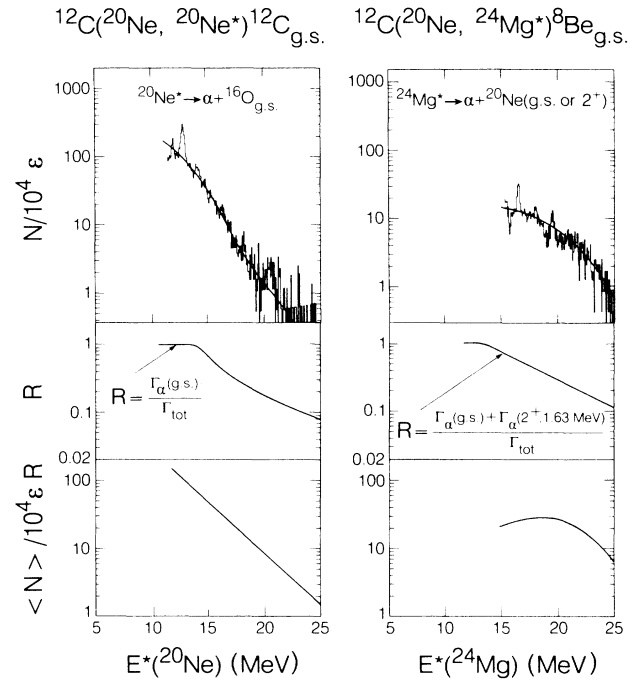 ¹²C(²⁰Ne, ²⁰Ne*)¹²C_g.s.
¹²C(²⁰Ne, ²⁴Mg*)⁸Be_g.s.
N/10⁴ ε
1000
100
10
1
²⁰Ne*→α+¹⁶O_g.s.
1000
100
10
1
²⁴Mg*→α+²⁰Ne(g.s. or 2⁺)
R
1
0.1
0.02
R = Γ_α(g.s.) / Γ_tot
1
0.1
0.02
R = Γ_α(g.s.) + Γ_α(2⁺.1.63 MeV) / Γ_tot
<N>/10⁴ ε R
100
10
1
100
10
1
5 10 15 20 25
5 10 15 20 25
E*(²⁰Ne) (MeV)
E*(²⁴Mg) (MeV)